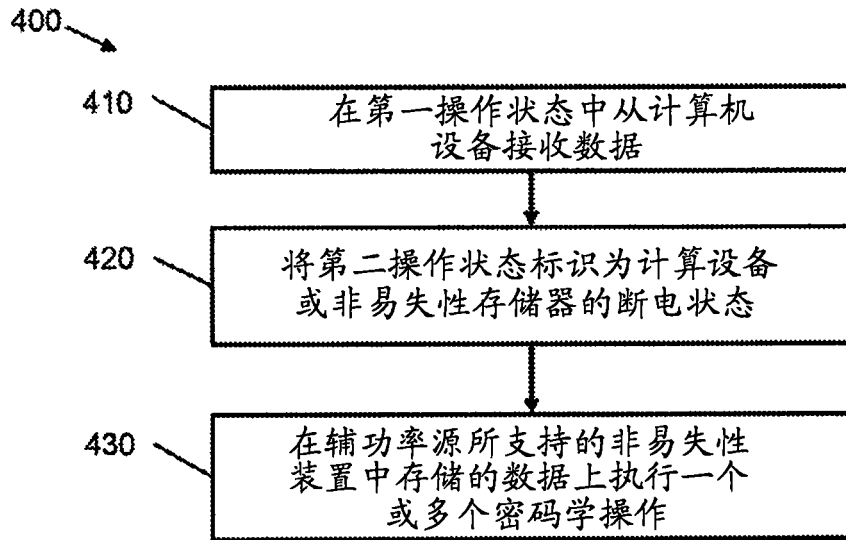 400
410
在第一操作状态中从计算机
设备接收数据
420
将第二操作状态标识为计算设备
或非易失性存储器的断电状态
430
在辅功率源所支持的非易失性
装置中存储的数据上执行一个
或多个密码学操作